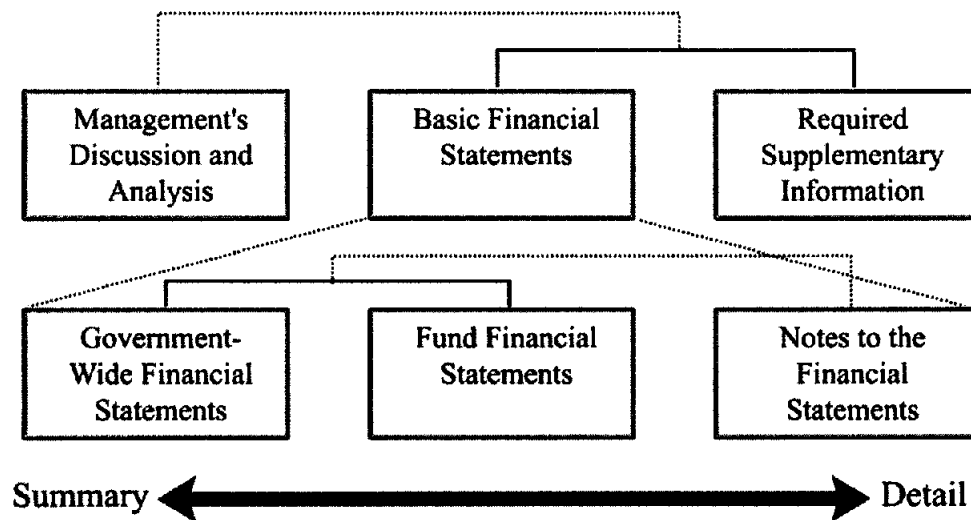 Management's
Discussion and
Analysis
Basic Financial
Statements
Required
Supplementary
Information
Government-
Wide Financial
Statements
Fund Financial
Statements
Notes to the
Financial
Statements
Summary
Detail